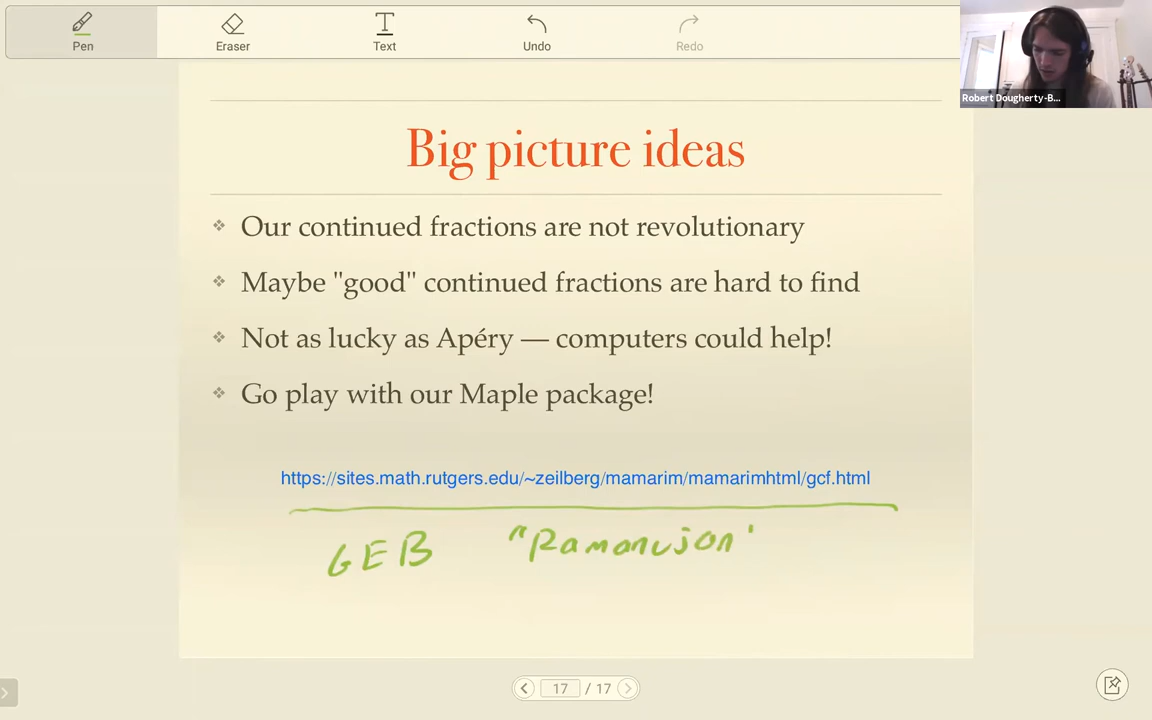 Pen
Eraser
Text
Undo
Redo
Robert Dougherty-B...
Big picture ideas
Our continued fractions are not revolutionary
Maybe "good" continued fractions are hard to find
Not as lucky as Apéry — computers could help!
Go play with our Maple package!
https://sites.math.rutgers.edu/~zeilberg/mamarim/mamarimhtml/gcf.html
GEB "Ramanujan"
17 / 17